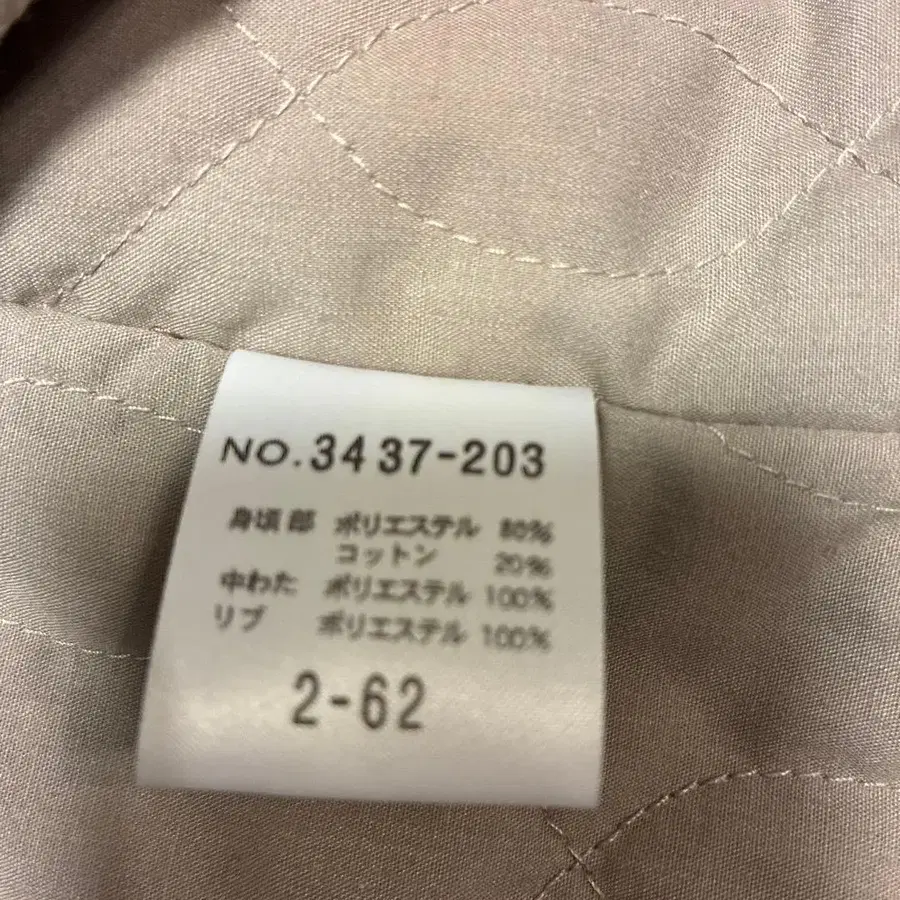 NO.3437-203
身頃部 ポリエステル 80%
コットン 20%
中わた ポリエステル 100%
リブ ポリエステル 100%
2-62